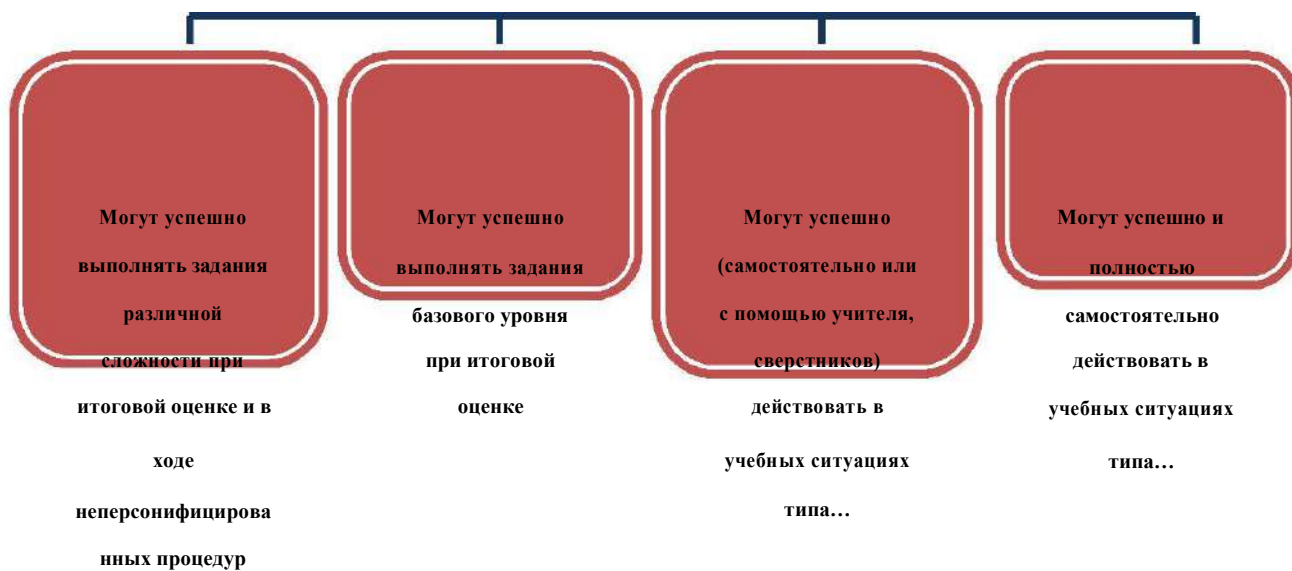 Могут успешно
выполнять задания
различной
сложности при
итоговой оценке и в
ходе
неперсонифицирова
нных процедур
Могут успешно
выполнять задания
базового уровня
при итоговой
оценке
Могут успешно
(самостоятельно или
с помощью учителя,
сверстников)
действовать в
учебных ситуациях
типа…
Могут успешно и
полностью
самостоятельно
действовать в
учебных ситуациях
типа…